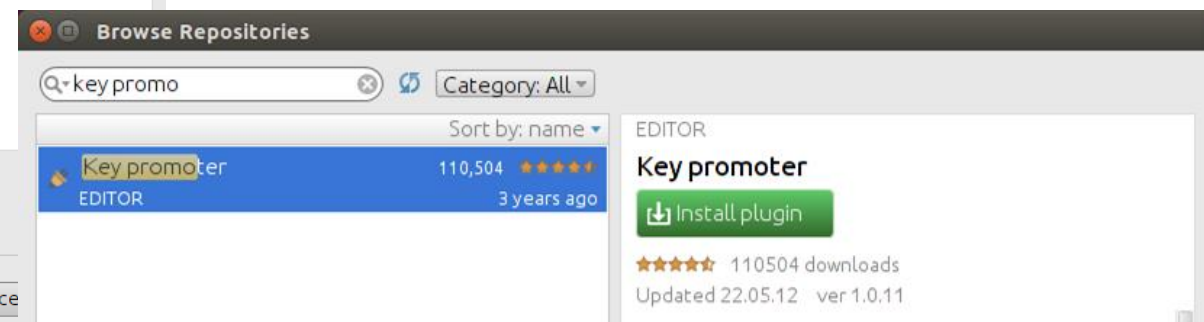 Browse Repositories
key promo
Category: All
Sort by: name
Key promoter 110,504
EDITOR 3 years ago
EDITOR
Key promoter
Install plugin
110504 downloads
Updated 22.05.12 ver 1.0.11
ce